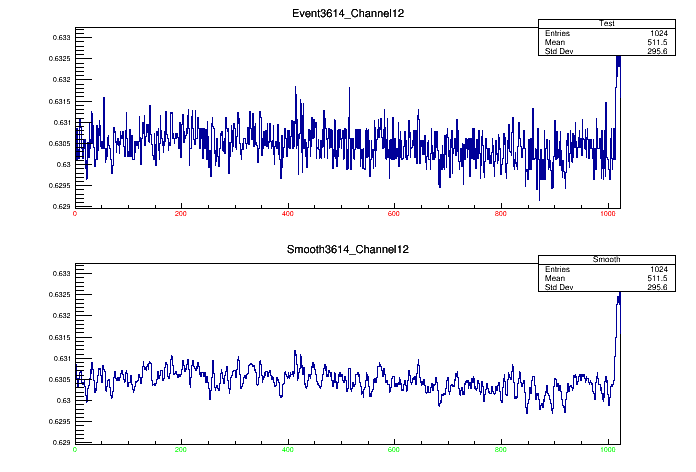 Event3614_Channel12
Test
Entries 1024
Mean 511.5
Std Dev 295.6
0.633
0.6325
0.632
0.6315
0.631
0.6305
0.63
0.6295
0.629
0 200 400 600 800 1000
Smooth3614_Channel12
Smooth
Entries 1024
Mean 511.5
Std Dev 295.6
0.633
0.6325
0.632
0.6315
0.631
0.6305
0.63
0.6295
0.629
0 200 400 600 800 1000